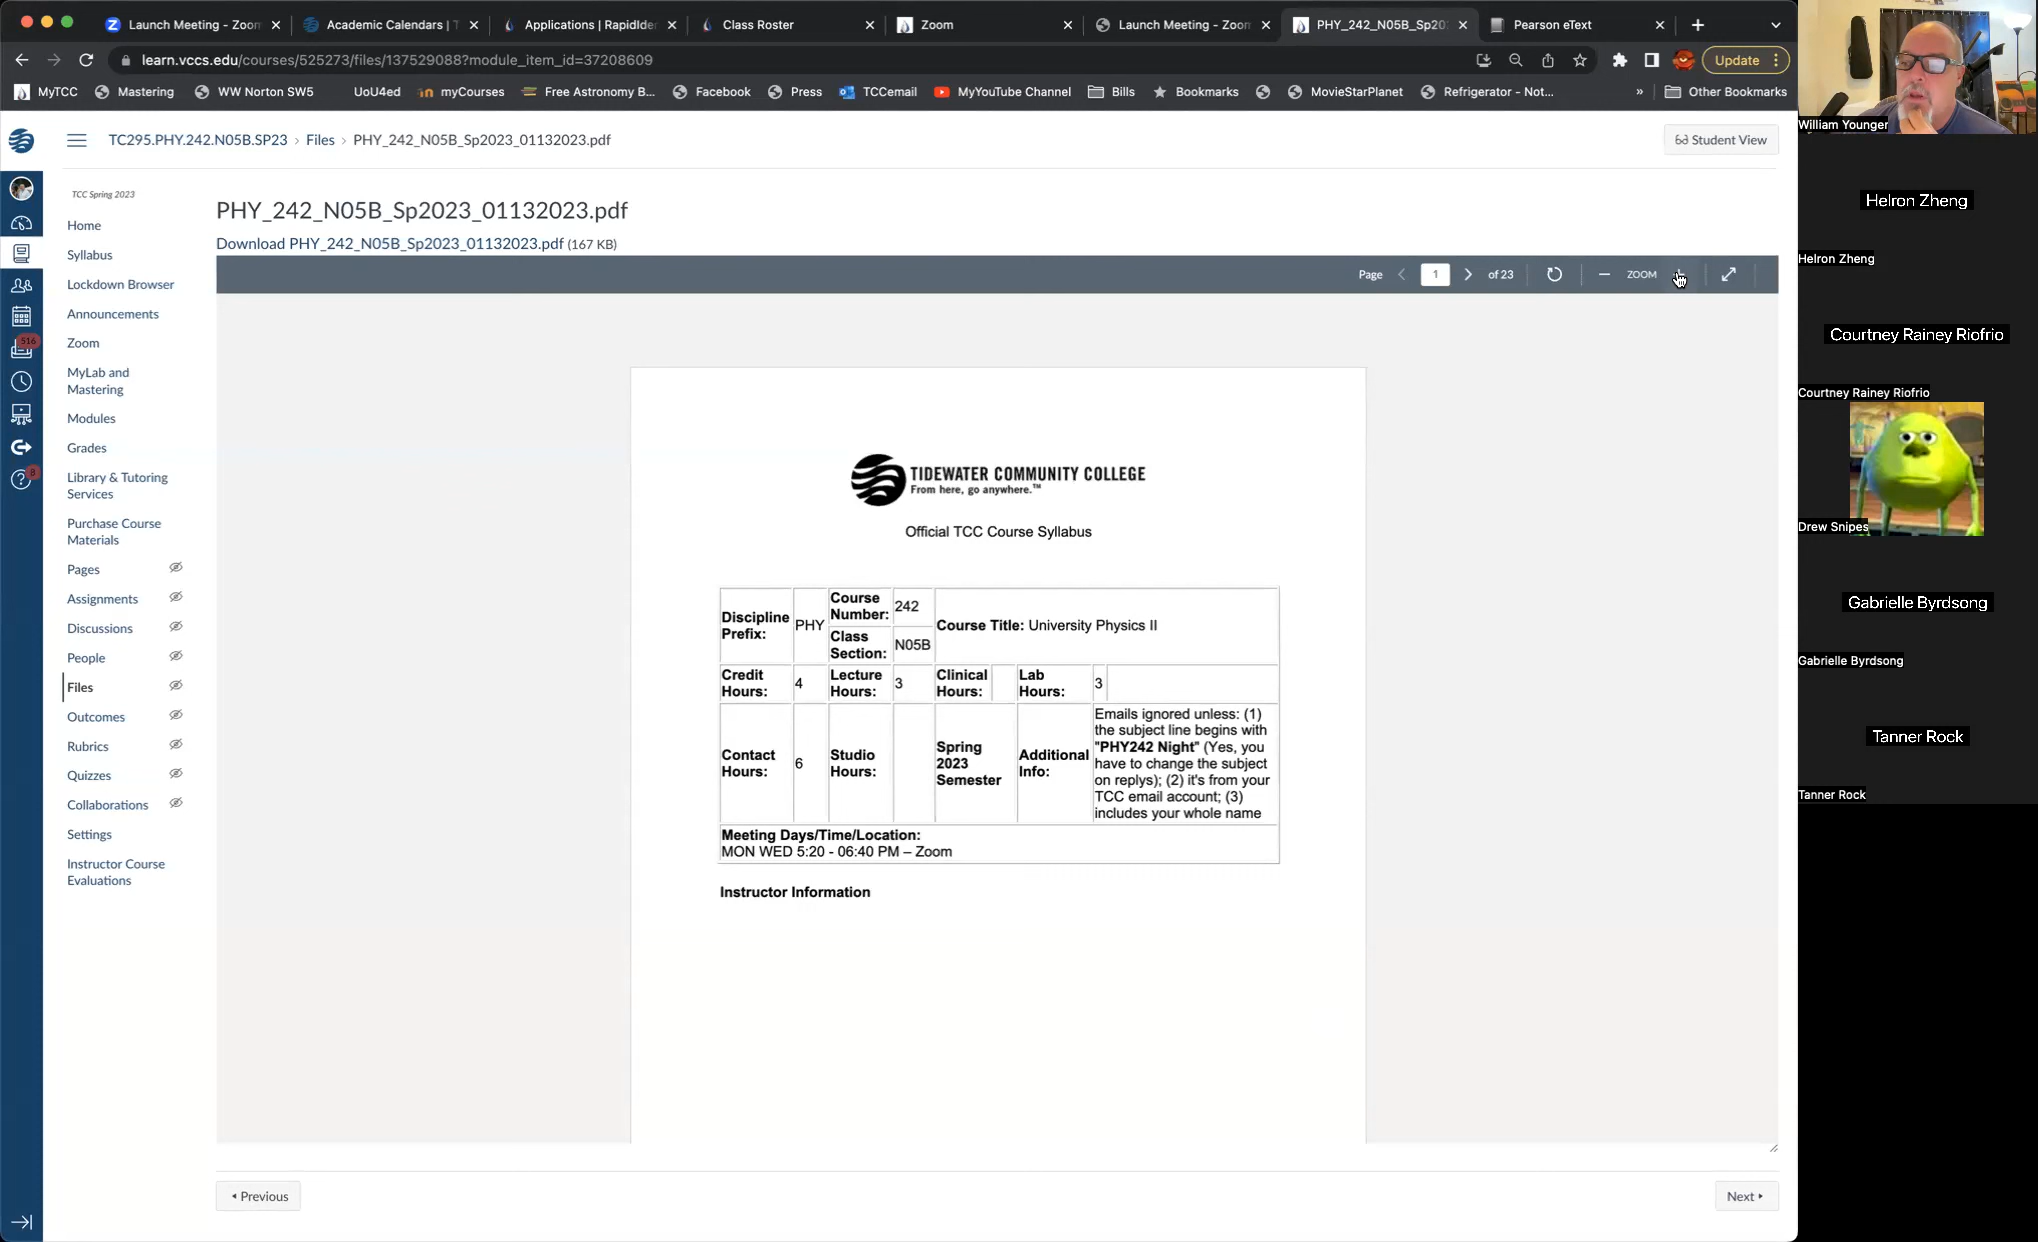 Launch Meeting - Zoom
Academic Calendars | T
Applications | RapidIder
Class Roster
Zoom
Launch Meeting - Zoom
PHY_242_N05B_Sp20
Pearson eText
learn.vccs.edu/courses/525273/files/137529088?module_item_id=37208609
Update
MyTCC
Mastering
WW Norton SW5
UoU4ed
myCourses
Free Astronomy B...
Facebook
Press
TCCemail
MyYouTube Channel
Bills
Bookmarks
MovieStarPlanet
Refrigerator - Not...
»
Other Bookmarks
TC295.PHY.242.N05B.SP23 › Files › PHY_242_N05B_Sp2023_01132023.pdf
Student View
TCC Spring 2023
Home
Syllabus
Lockdown Browser
Announcements
Zoom
MyLab and
Mastering
Modules
Grades
Library & Tutoring
Services
Purchase Course
Materials
Pages
Assignments
Discussions
People
Files
Outcomes
Rubrics
Quizzes
Collaborations
Settings
Instructor Course
Evaluations
516
8
PHY_242_N05B_Sp2023_01132023.pdf
Download PHY_242_N05B_Sp2023_01132023.pdf (167 KB)
Page 1 of 23 ZOOM
TIDEWATER COMMUNITY COLLEGE
From here, go anywhere.™
Official TCC Course Syllabus
Discipline
Prefix:
PHY
Course
Number:
242
Class
Section:
N05B
Course Title: University Physics II
Credit
Hours:
4
Lecture
Hours:
3
Clinical
Hours:
Lab
Hours:
3
Contact
Hours:
6
Studio
Hours:
Spring
2023
Semester
Additional
Info:
Emails ignored unless: (1)
the subject line begins with
"PHY242 Night" (Yes, you
have to change the subject
on replys); (2) it's from your
TCC email account; (3)
includes your whole name
Meeting Days/Time/Location:
MON WED 5:20 - 06:40 PM – Zoom
Instructor Information
Previous
Next
William Younger
Helron Zheng
Helron Zheng
Courtney Rainey Riofrio
Courtney Rainey Riofrio
Drew Snipes
Gabrielle Byrdsong
Gabrielle Byrdsong
Tanner Rock
Tanner Rock